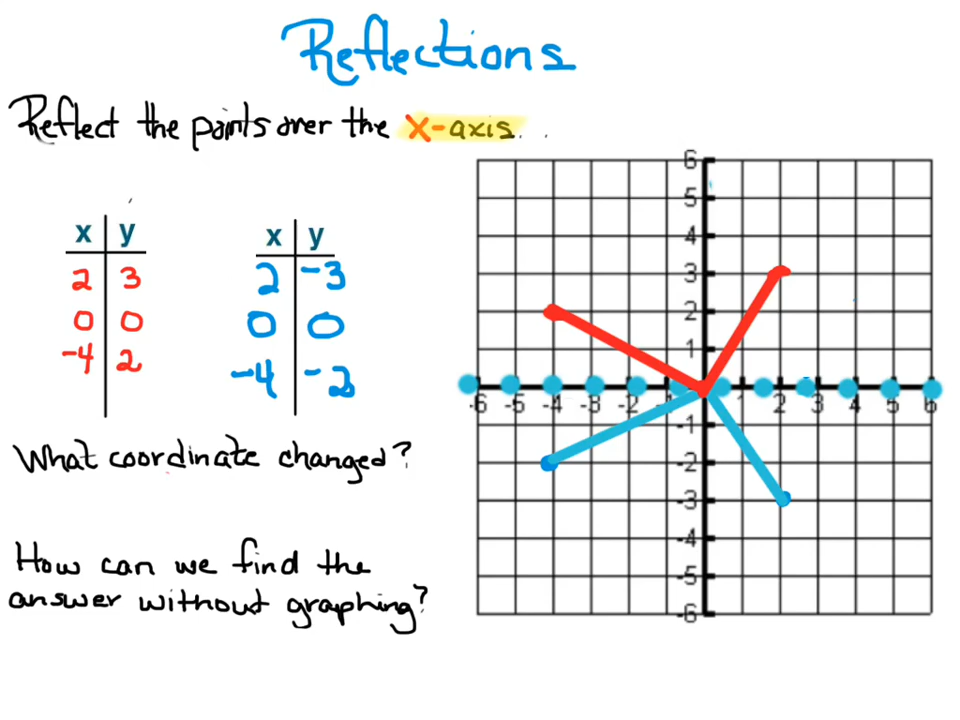 Reflections
Reflect the points over the x-axis.
x y
2 3
0 0
-4 2
x y
2 -3
0 0
-4 -2
What coordinate changed?
How can we find the
answer without graphing?
6
5
4
3
2
1
-6 -5 -4 -3 -2 1 2 3 4 5 6
-1
-2
-3
-4
-5
-6